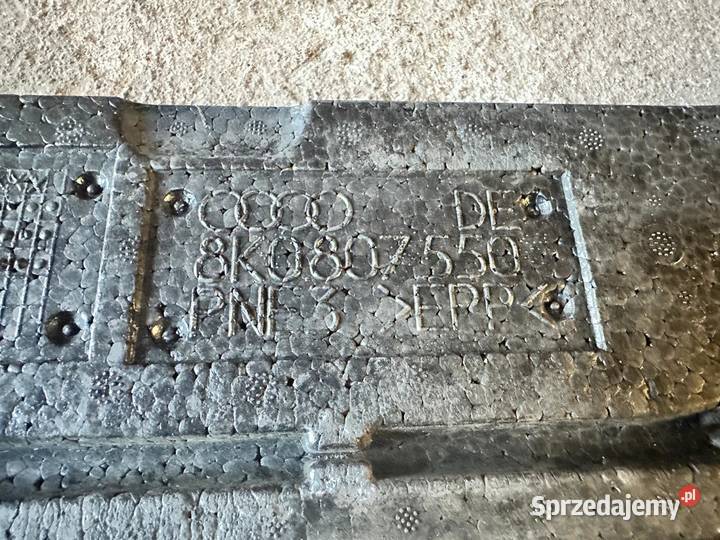 DE
8K0807550
PNF 3 >EPP<
Sprzedajemy.pl